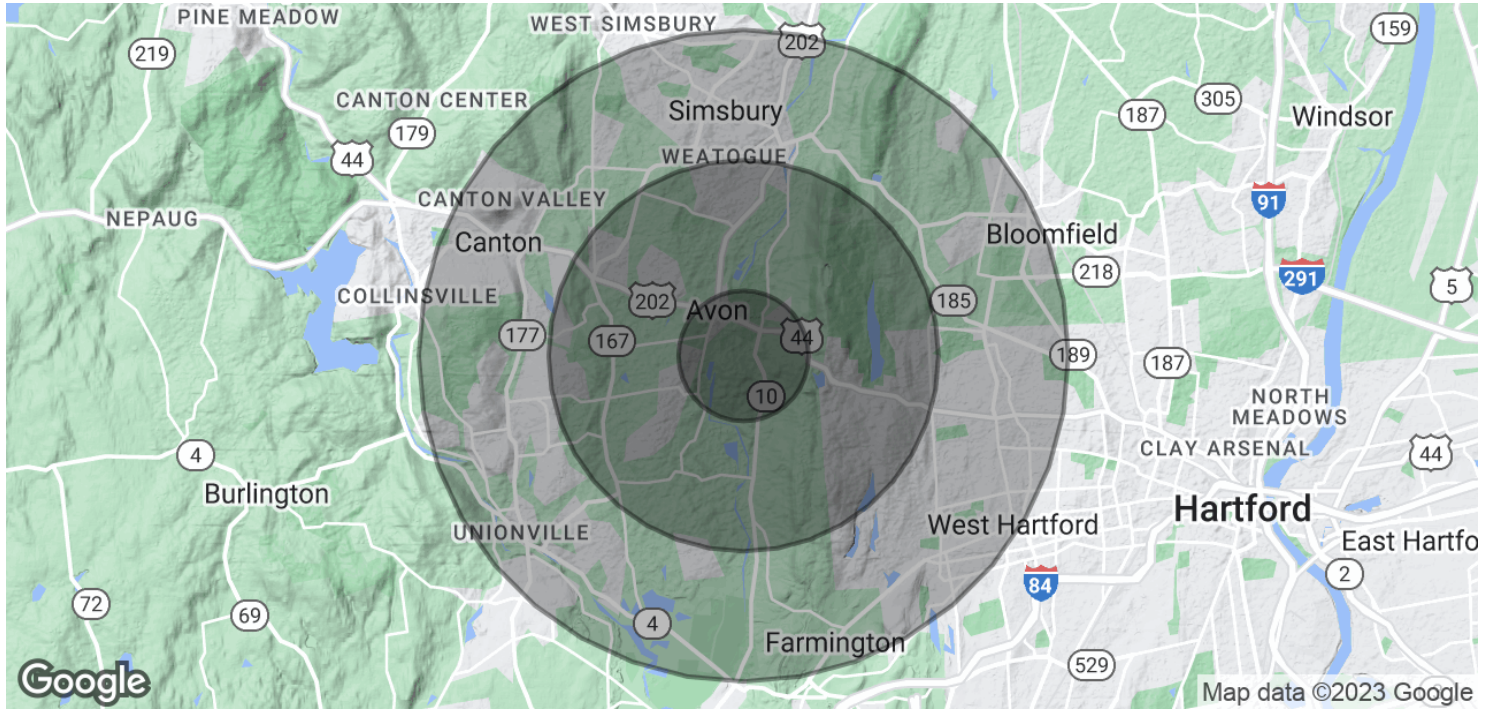 PINE MEADOW
WEST SIMSBURY
159
219
202
CANTON CENTER
305
Simsbury
187
Windsor
179
44
WEATOGUE
CANTON VALLEY
91
NEPAUG
Canton
Bloomfield
218
291
5
COLLINSVILLE
202
185
Avon
177
167
44
189
187
10
NORTH
MEADOWS
CLAY ARSENAL
4
44
Burlington
Hartford
UNIONVILLE
West Hartford
East Hartfo
84
2
72
69
4
Farmington
529
Google
Map data ©2023 Google